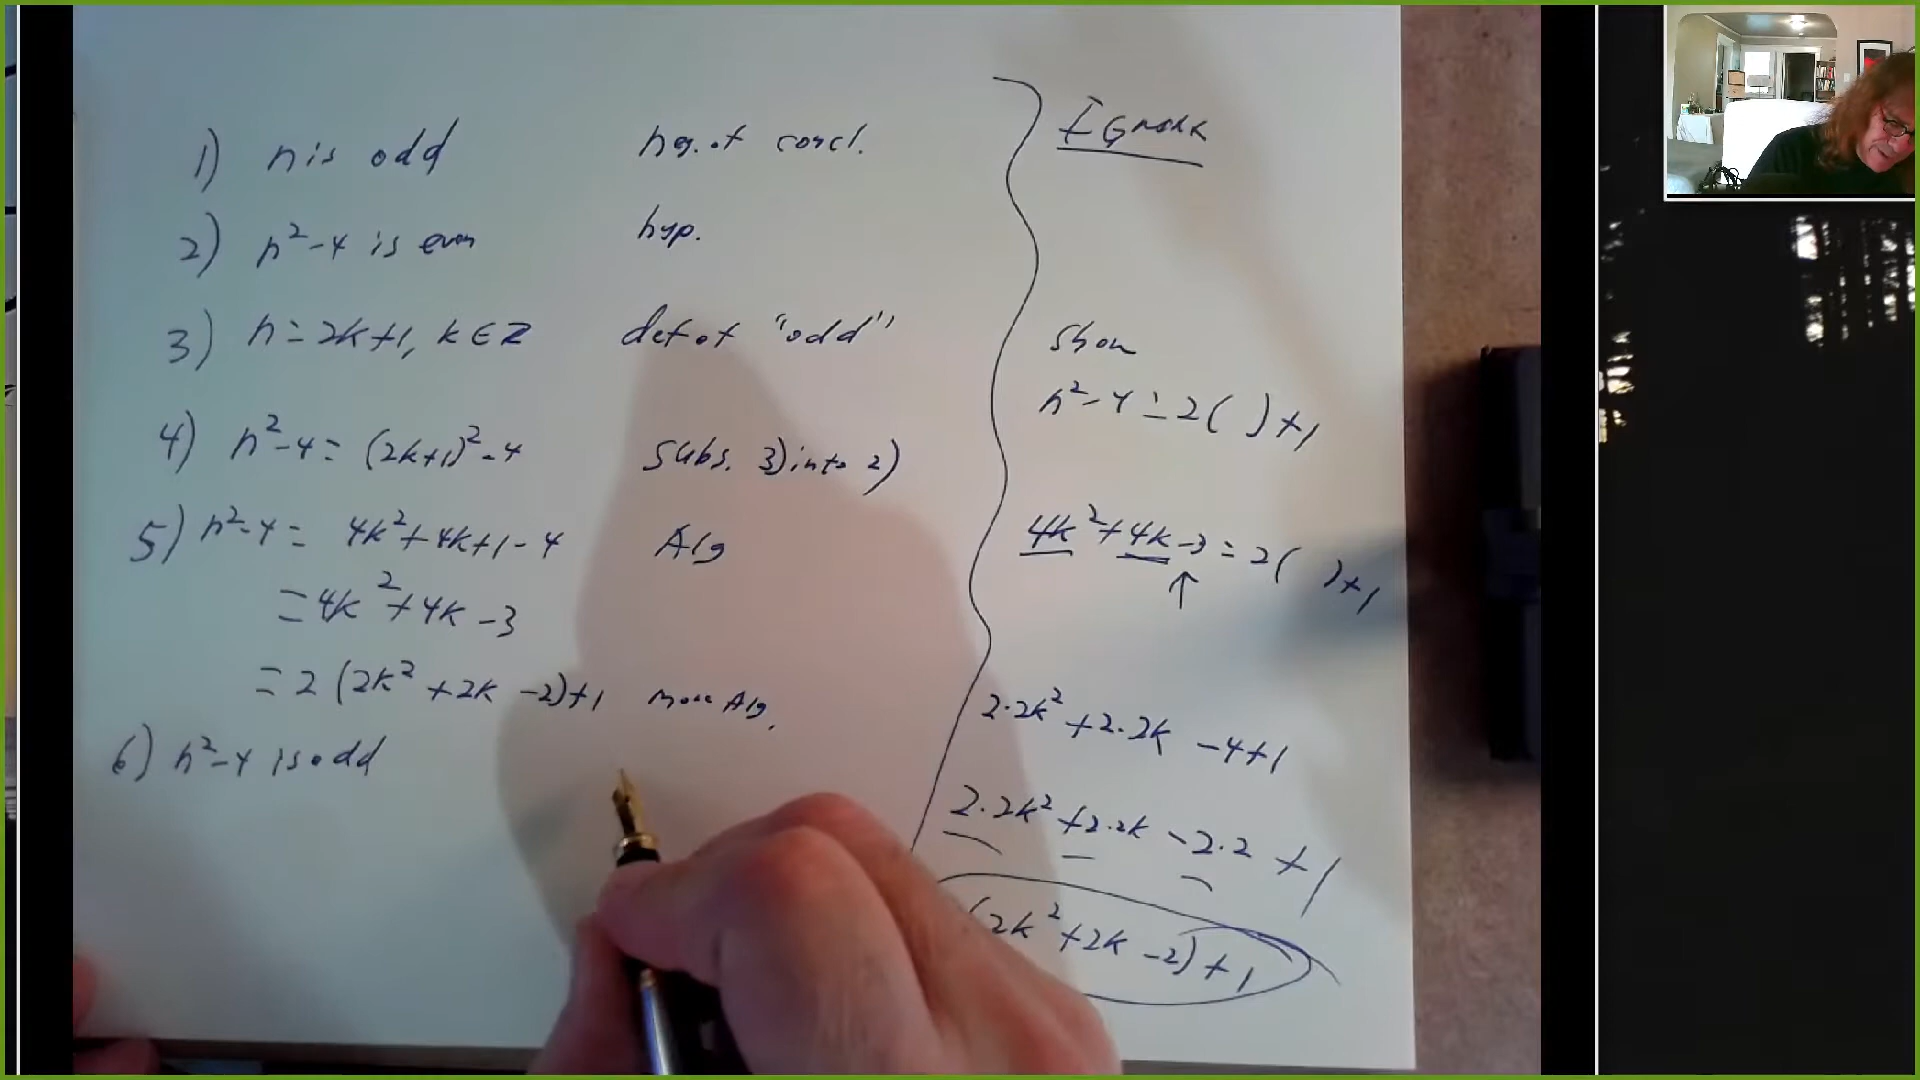 1) n is odd neg. of concl.
2) n²-4 is even hyp.
3) n=2k+1, k∈Z def of "odd"
4) n²-4 = (2k+1)²-4 subs. 3) into 2)
5) n²-4 = 4k²+4k+1-4 Alg
= 4k²+4k-3
= 2(2k²+2k-2)+1 more Alg.
6) n²-4 is odd
Ignore
show
n²-4 = 2( )+1
4k²+4k-3 = 2( )+1
2·2k²+2·2k-4+1
2·2k²+2·2k-2·2+1
(2k²+2k-2)+1